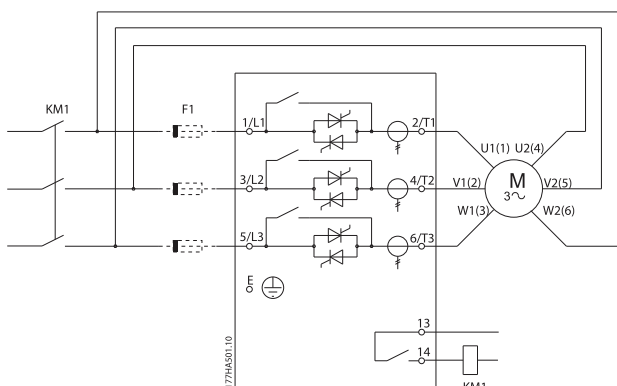 KM1
F1
1/L1
2/T1
U1(1)
U2(4)
3/L2
4/T2
V1(2)
M
3~
V2(5)
W1(3)
W2(6)
5/L3
6/T3
E
13
14
KM1
177HA501.10